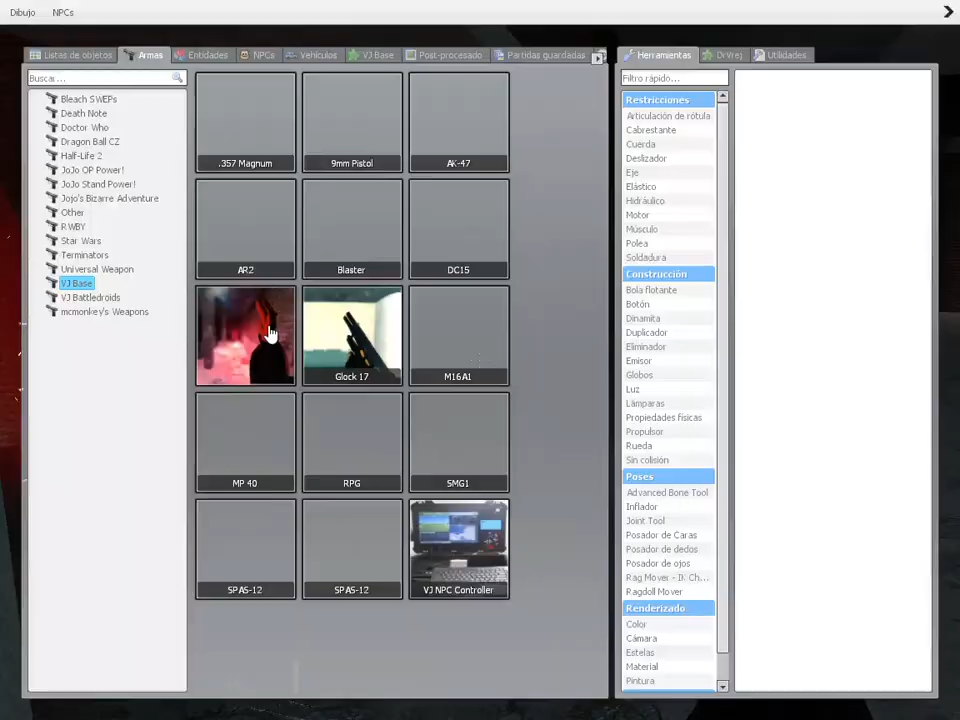 Dibujo NPCs
Listas de objetos Armas Entidades NPCs Vehículos VJ Base Post-procesado Partidas guardadas
Herramientas DrVrej Utilidades
Buscar...
Filtro rápido...
Bleach SWEPs
Death Note
Doctor Who
Dragon Ball CZ
Half-Life 2
JoJo OP Power!
JoJo Stand Power!
Jojo's Bizarre Adventure
Other
RWBY
Star Wars
Terminators
Universal Weapon
VJ Base
VJ Battledroids
mcmonkey's Weapons
.357 Magnum 9mm Pistol AK-47
AR2 Blaster DC15
Glock 17 M16A1
MP 40 RPG SMG1
SPAS-12 SPAS-12 VJ NPC Controller
Restricciones
Articulación de rótula
Cabrestante
Cuerda
Deslizador
Eje
Elástico
Hidráulico
Motor
Músculo
Polea
Soldadura
Construcción
Bola flotante
Botón
Dinamita
Duplicador
Eliminador
Emisor
Globos
Luz
Lámparas
Propiedades físicas
Propulsor
Rueda
Sin colisión
Poses
Advanced Bone Tool
Inflador
Joint Tool
Posador de Caras
Posador de dedos
Posador de ojos
Rag Mover - IK Ch...
Ragdoll Mover
Renderizado
Color
Cámara
Estelas
Material
Pintura